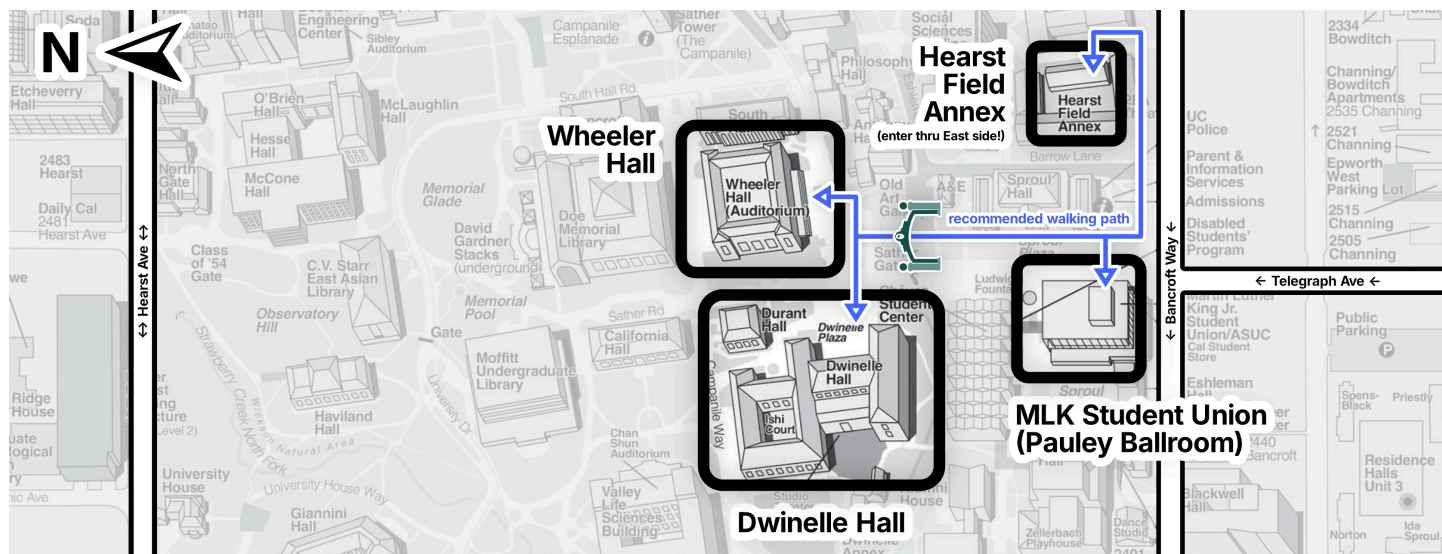 N
Soda
Hall
Etcherly
Hall
2483
Hearst
Daily Cal
2481
Hearst Ave
Ridge
House
↔ Hearst Ave ↔
Engineering
Center
Sibley
Auditorium
O'Brien
Hall
Hesse
Hall
McLaughlin
Hall
McCone
Hall
North
Gate
Hall
Class
of '54
Gate
C.V. Starr
East Asian
Library
Observatory
Hill
Memorial
Glade
David
Gardner
Stacks
(underground)
Doe
Memorial
Library
Memorial
Pool
Gate
Moffitt
Undergraduate
Library
Sather Rd
California
Hall
Haviland
Hall
Strawberry
Creek North Fork
Wickson Natural Area
University Dr
University House Way
University
House
Giannini
Hall
Chan
Shun
Auditorium
Valley
Life
Sciences
Building
Campanile
Esplanade
Sather
Tower
(The
Campanile)
South Hall Rd
South
Philosophy
Hall
Social
Sciences
Wheeler
Hall
Wheeler
Hall
(Auditorium)
Hearst
Field
Annex
(enter thru East side!)
Hearst
Field
Annex
Barrow Lane
Old
Art
A&E
Sproul
Hall
recommended walking path
Student
Center
Durant
Hall
Dwinelle
Plaza
Dwinelle
Hall
Ishi
Court
Campanile Way
Dwinelle Hall
Sproul
MLK Student Union
(Pauley Ballroom)
Zellerbach
Playhouse
Dance
Studio
← Bancroft Way ←
← Telegraph Ave ←
UC
Police
Parent &
Information
Services
Admissions
Disabled
Students'
Program
2334
Bowditch
Channing/
Bowditch
Apartments
2535 Channing
↑ 2521
Channing
Epworth
West
Parking Lot
2515
Channing
2505
Channing
Martin Luther
King Jr.
Student
Union/ASUC
Cal Student
Store
Eshleman
Hall
Public
Parking
P
Spens-
Black
Priestly
Bancroft
Residence
Halls
Unit 3
Blackwell
Hall
Norton
Ida
Sproul